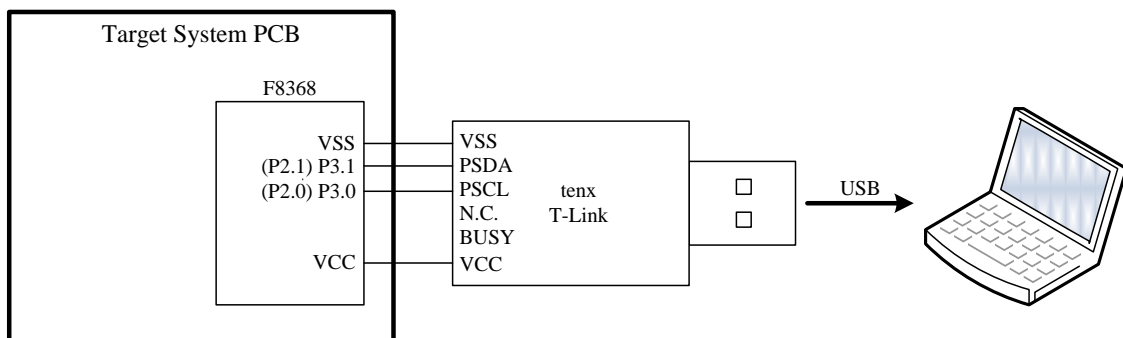 Target System PCB
F8368
VSS
(P2.1) P3.1
(P2.0) P3.0
VCC
VSS
PSDA
PSCL
N.C.
BUSY
VCC
tenx
T-Link
USB